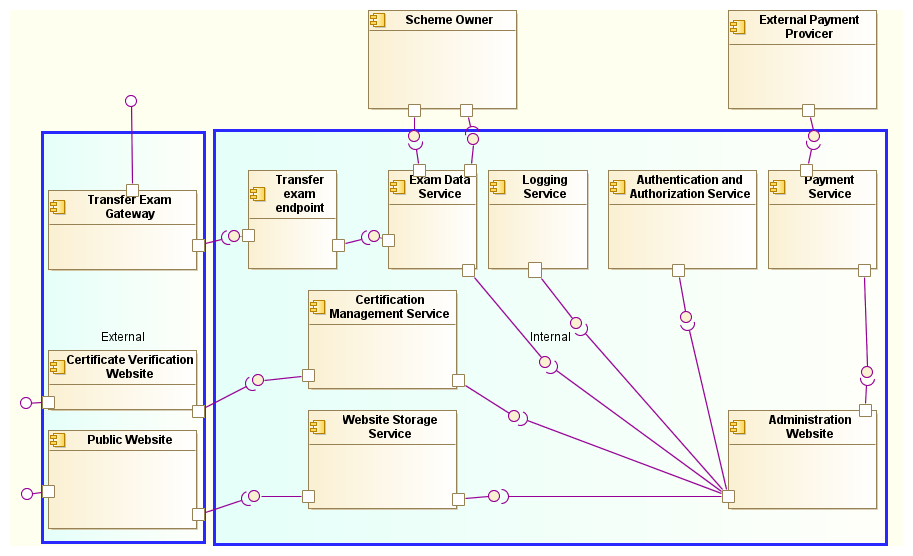 Scheme Owner
External Payment
Provicer
Transfer Exam
Gateway
Transfer
exam
endpoint
Exam Data
Service
Logging
Service
Authentication and
Authorization Service
Payment
Service
Certification
Management Service
External
Internal
Certificate Verification
Website
Public Website
Website Storage
Service
Administration
Website